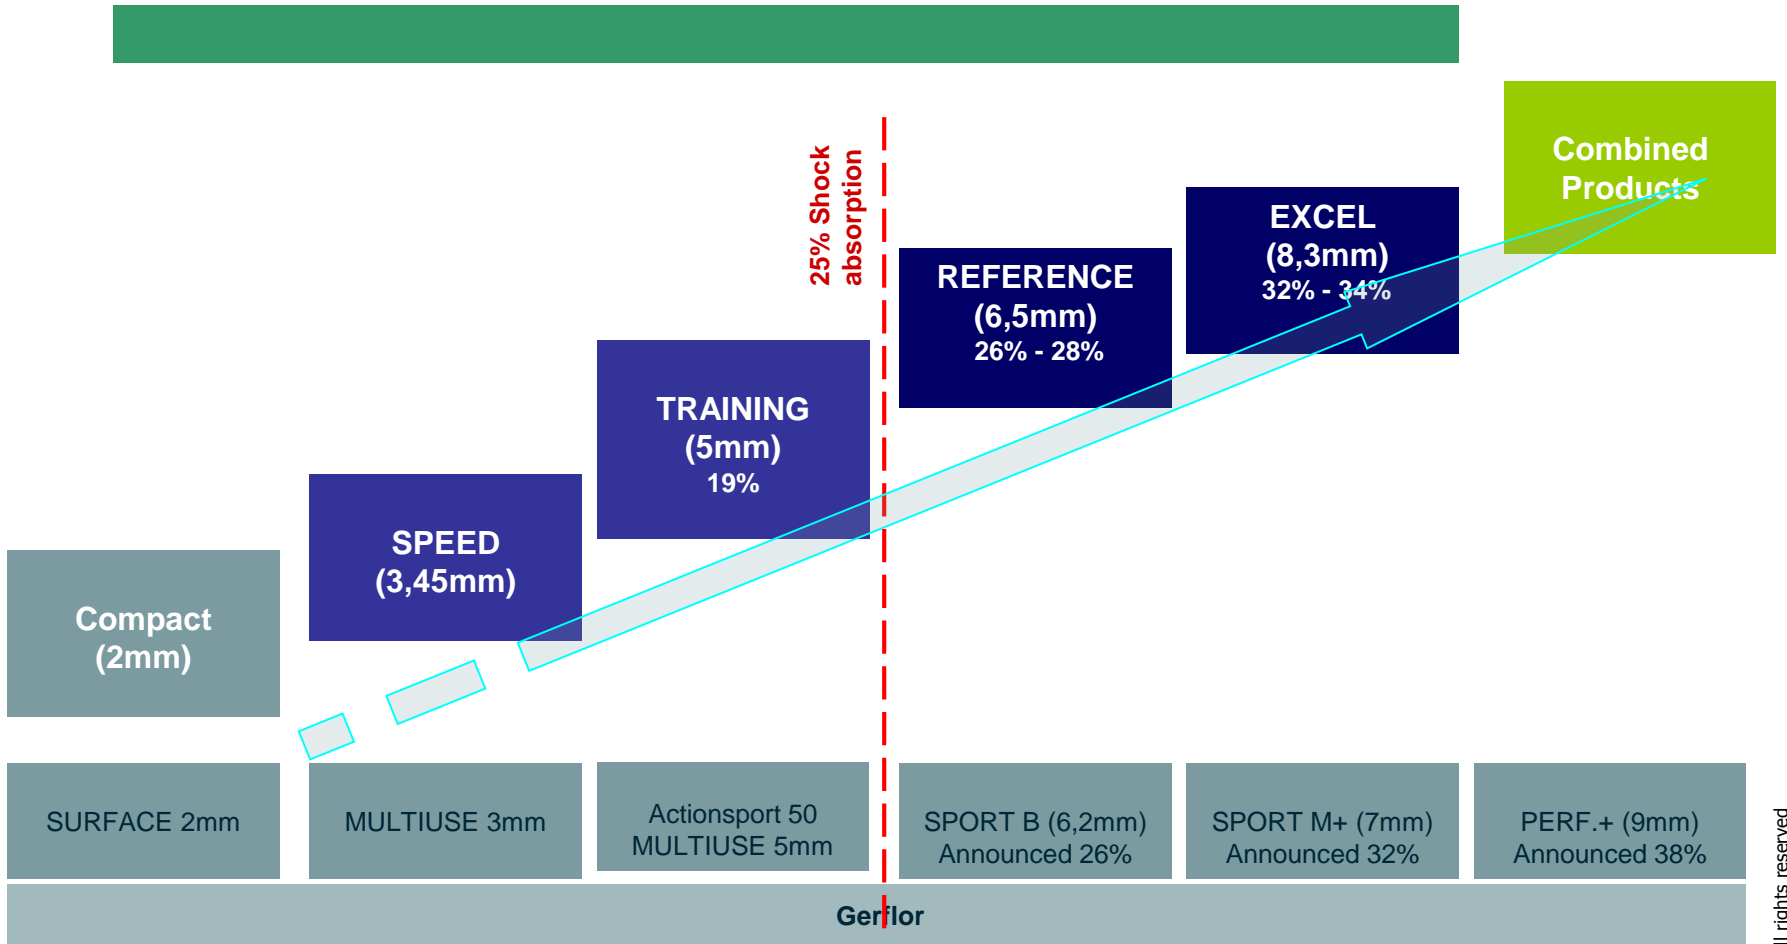 Combined
Products
25% Shock
absorption
EXCEL
(8,3mm)
32% - 34%
REFERENCE
(6,5mm)
26% - 28%
TRAINING
(5mm)
19%
SPEED
(3,45mm)
Compact
(2mm)
SURFACE 2mm
MULTIUSE 3mm
Actionsport 50
MULTIUSE 5mm
SPORT B (6,2mm)
Announced 26%
SPORT M+ (7mm)
Announced 32%
PERF.+ (9mm)
Announced 38%
Gerflor
rights reserved